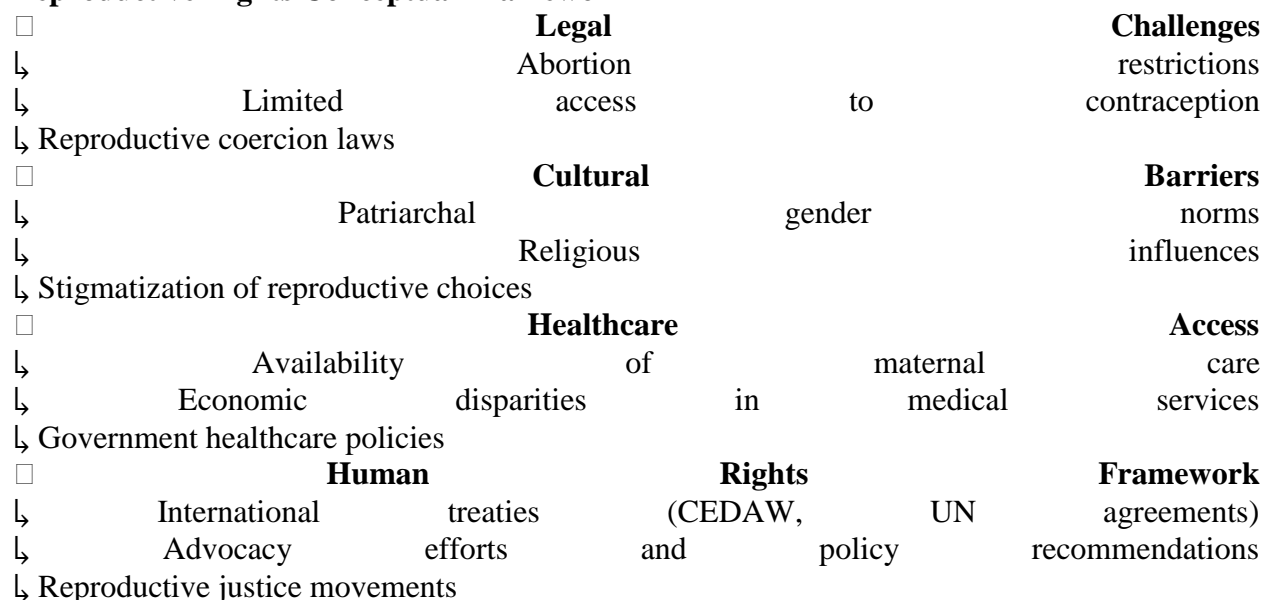 □ Legal Challenges
↳ Abortion restrictions
↳ Limited access to contraception
↳ Reproductive coercion laws
□ Cultural Barriers
↳ Patriarchal gender norms
↳ Religious influences
↳ Stigmatization of reproductive choices
□ Healthcare Access
↳ Availability of maternal care
↳ Economic disparities in medical services
↳ Government healthcare policies
□ Human Rights Framework
↳ International treaties (CEDAW, UN agreements)
↳ Advocacy efforts and policy recommendations
↳ Reproductive justice movements